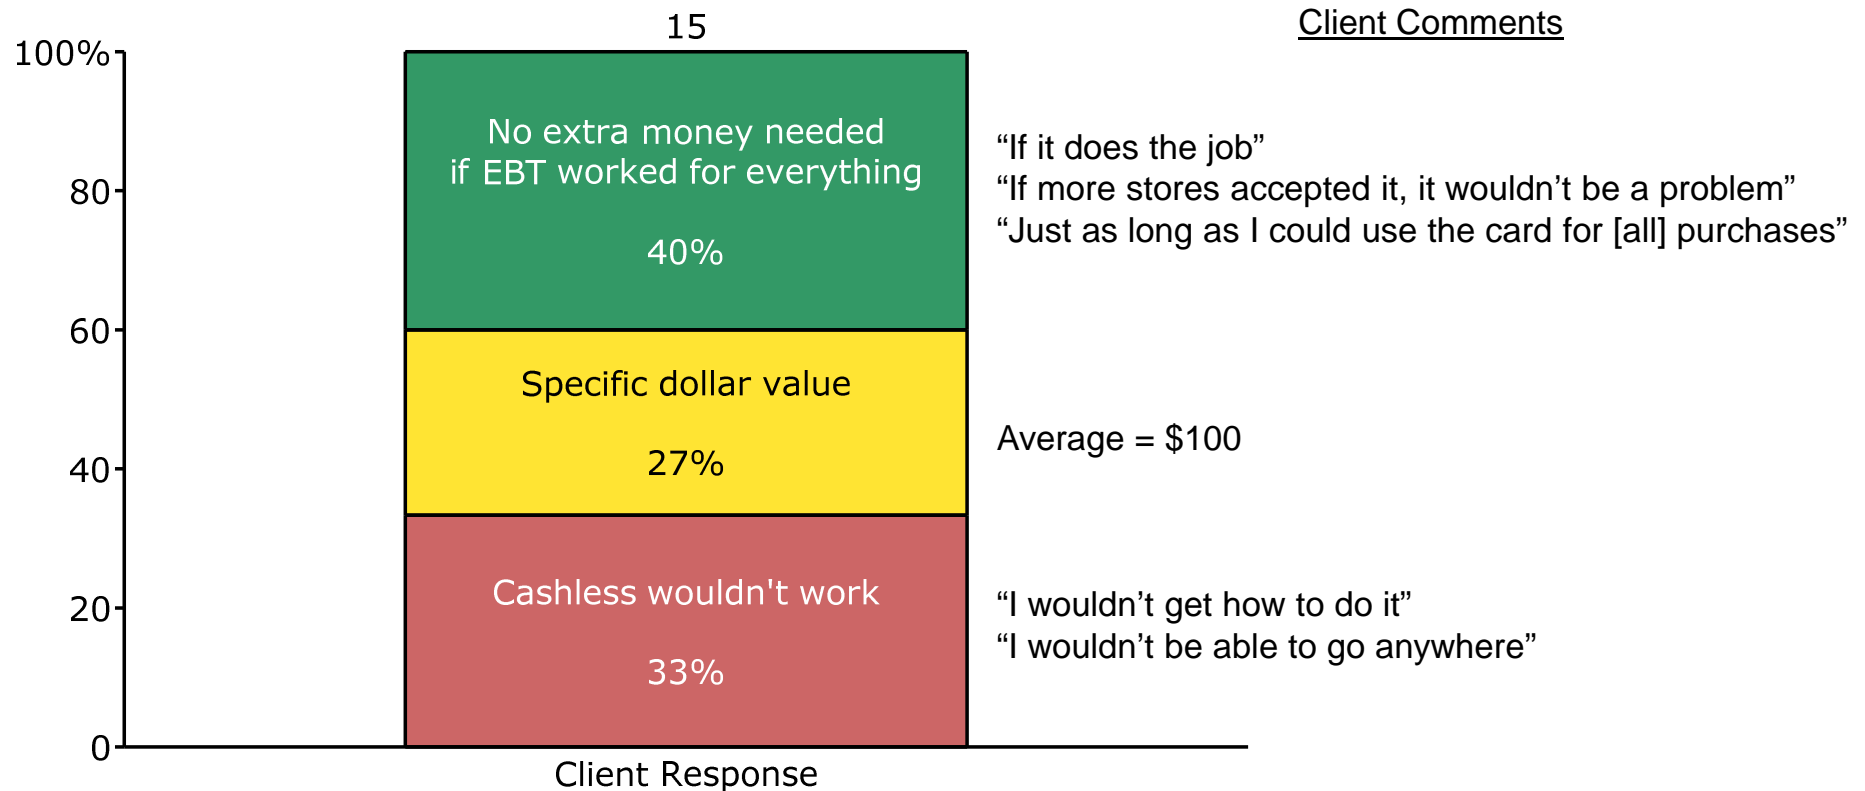 15
Client Comments
100%
No extra money needed
if EBT worked for everything
40%
“If it does the job”
“If more stores accepted it, it wouldn’t be a problem”
“Just as long as I could use the card for [all] purchases”
80
60
Specific dollar value
27%
Average = $100
40
Cashless wouldn't work
33%
“I wouldn’t get how to do it”
“I wouldn’t be able to go anywhere”
20
0
Client Response